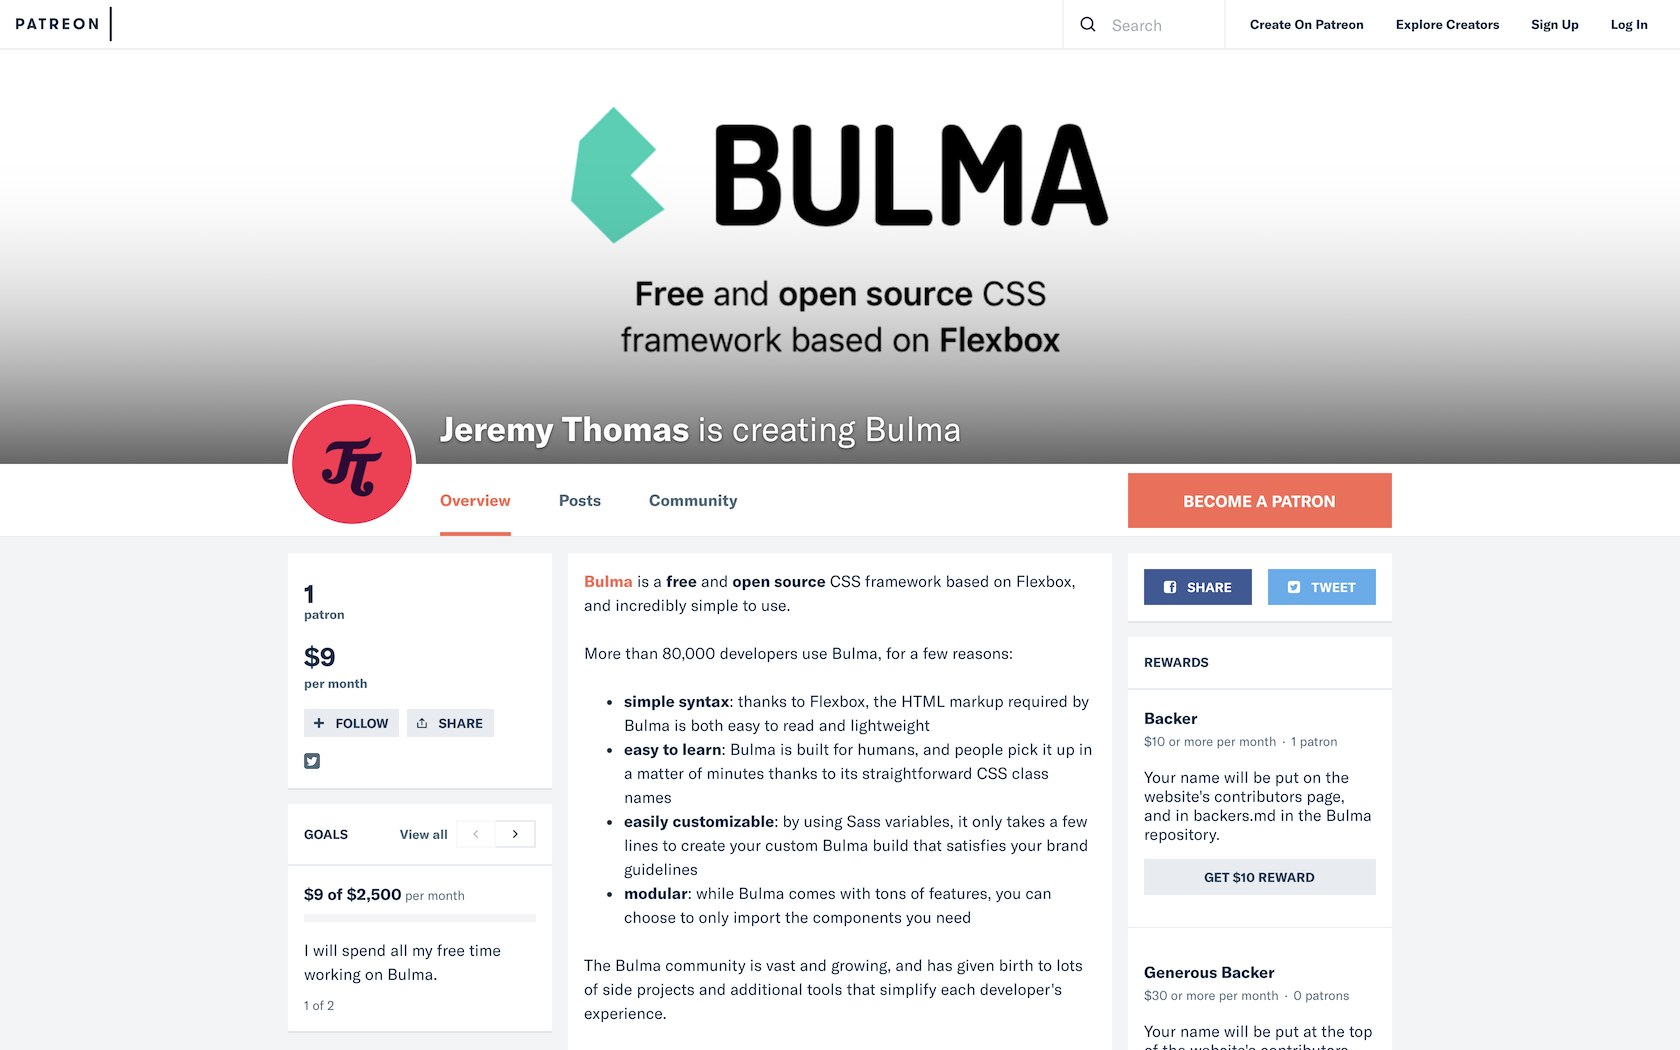 PATREON
Search
Create On Patreon
Explore Creators
Sign Up
Log In
BULMA
Free and open source CSS
framework based on Flexbox
Jeremy Thomas is creating Bulma
Overview
Posts
Community
BECOME A PATRON
1
patron
$9
per month
+ FOLLOW
SHARE
GOALS
View all
$9 of $2,500 per month
I will spend all my free time
working on Bulma.
1 of 2
Bulma is a free and open source CSS framework based on Flexbox,
and incredibly simple to use.
More than 80,000 developers use Bulma, for a few reasons:
• simple syntax: thanks to Flexbox, the HTML markup required by
Bulma is both easy to read and lightweight
• easy to learn: Bulma is built for humans, and people pick it up in
a matter of minutes thanks to its straightforward CSS class
names
• easily customizable: by using Sass variables, it only takes a few
lines to create your custom Bulma build that satisfies your brand
guidelines
• modular: while Bulma comes with tons of features, you can
choose to only import the components you need
The Bulma community is vast and growing, and has given birth to lots
of side projects and additional tools that simplify each developer's
experience.
SHARE
TWEET
REWARDS
Backer
$10 or more per month · 1 patron
Your name will be put on the
website's contributors page,
and in backers.md in the Bulma
repository.
GET $10 REWARD
Generous Backer
$30 or more per month · 0 patrons
Your name will be put at the top
of the website's contributors